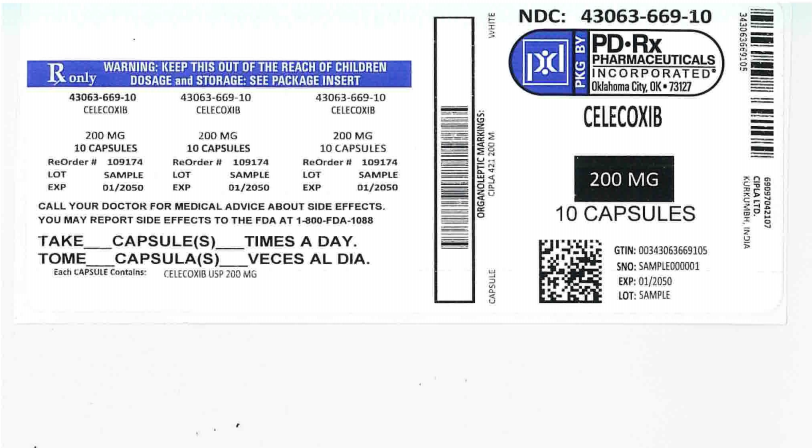 Rx only
WARNING: KEEP THIS OUT OF THE REACH OF CHILDREN
DOSAGE and STORAGE: SEE PACKAGE INSERT
43063-669-10 43063-669-10 43063-669-10
CELECOXIB CELECOXIB CELECOXIB
200 MG 200 MG 200 MG
10 CAPSULES 10 CAPSULES 10 CAPSULES
ReOrder # 109174 ReOrder # 109174 ReOrder # 109174
LOT SAMPLE LOT SAMPLE LOT SAMPLE
EXP 01/2050 EXP 01/2050 EXP 01/2050
CALL YOUR DOCTOR FOR MEDICAL ADVICE ABOUT SIDE EFFECTS.
YOU MAY REPORT SIDE EFFECTS TO THE FDA AT 1-800-FDA-1088
TAKE___CAPSULE(S)___TIMES A DAY.
TOME___CAPSULA(S)___VECES AL DIA.
Each CAPSULE Contains: CELECOXIB USP 200 MG
CAPSULE WHITE
ORGANOLEPTIC MARKINGS:
CIPLA 421 200 M
NDC: 43063-669-10
PKG BY
PD•Rx
PHARMACEUTICALS
INCORPORATED®
Oklahoma City, OK • 73127
CELECOXIB
200 MG
10 CAPSULES
GTIN: 00343063669105
SNO: SAMPLE000001
EXP: 01/2050
LOT: SAMPLE
343063669105
69097042107
CIPLA LTD.
KURKUMBH, INDIA